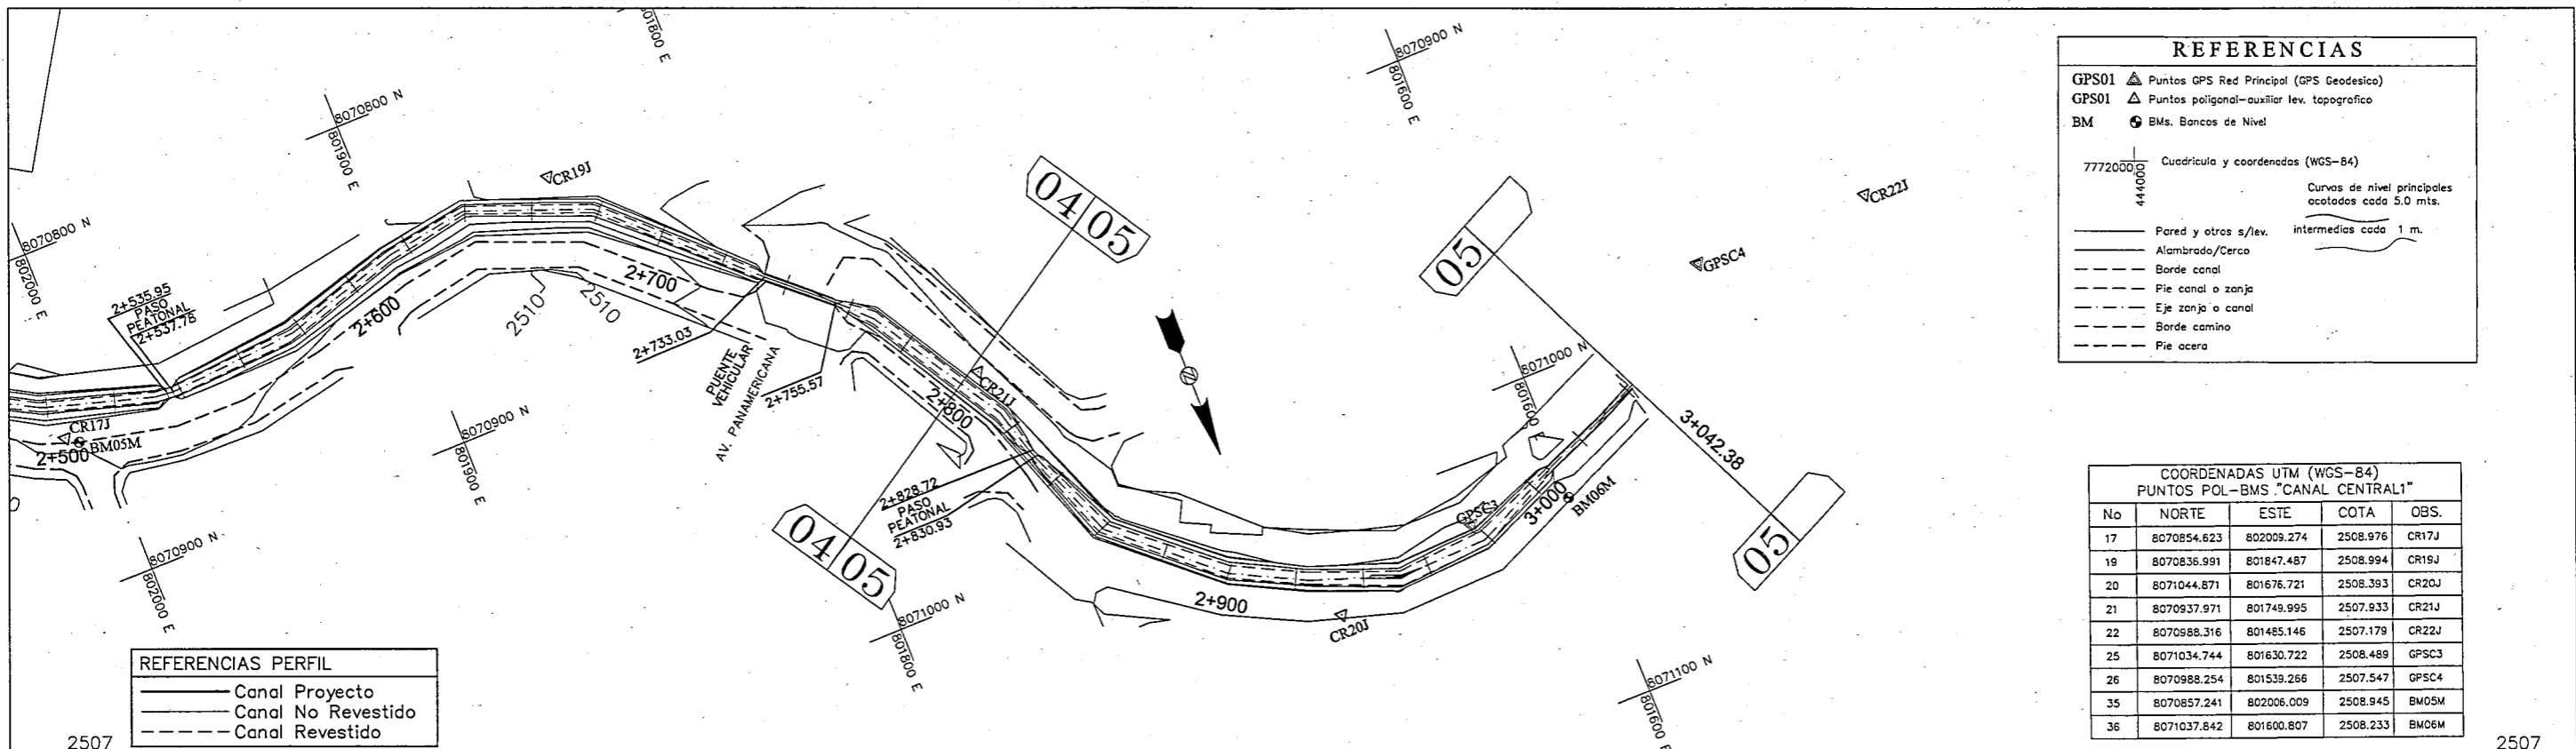 801800 E
8070900 N
801600 E
8070800 N
801900 E
8070800 N
802000 E
CR19J
04 05
05
CR22J
GPSC4
2+535.95
PASO
PEATONAL
2+537.78
2+600
2+700
2510
2510
2+733.03
PUENTE
VEHICULAR
AV. PANAMERICANA
2+755.57
CR21J
2+800
8071000 N
801600 E
3+042.38
CR17J
BM05M
2+500
8070900 N
801900 E
2+828.72
PASO
PEATONAL
2+830.93
GPSC3
3+000
BM06M
04 05
05
8070900 N
802000 E
8071000 N
801800 E
2+900
CR20J
8071100 N
801600 E
REFERENCIAS
GPS01 Puntos GPS Red Principal (GPS Geodesico)
GPS01 Puntos poligonal-auxiliar lev. topografico
BM BMs. Bancos de Nivel
7772000
444000
Cuadricula y coordenadas (WGS-84)
Curvas de nivel principales
acotados cada 5.0 mts.
intermedias cada 1 m.
Pared y otros s/lev.
Alambrado/Cerco
Borde canal
Pie canal o zanja
Eje zanja o canal
Borde camino
Pie acera
COORDENADAS UTM (WGS-84)
PUNTOS POL-BMS ."CANAL CENTRAL1"
No NORTE ESTE COTA OBS.
17 8070854.623 802009.274 2508.976 CR17J
19 8070836.991 801847.487 2508.994 CR19J
20 8071044.871 801676.721 2508.393 CR20J
21 8070937.971 801749.995 2507.933 CR21J
22 8070988.316 801485.146 2507.179 CR22J
25 8071034.744 801630.722 2508.489 GPSC3
26 8070988.254 801539.266 2507.547 GPSC4
35 8070857.241 802006.009 2508.945 BM05M
36 8071037.842 801600.807 2508.233 BM06M
REFERENCIAS PERFIL
Canal Proyecto
Canal No Revestido
Canal Revestido
2507
2507